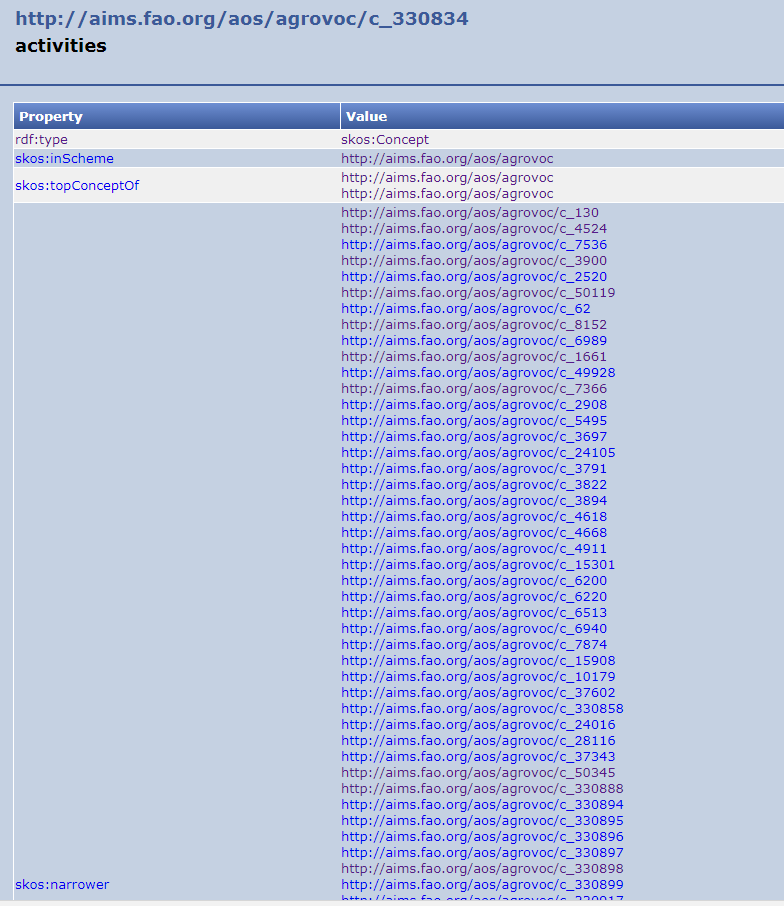 http://aims.fao.org/aos/agrovoc/c_330834
activities
Property Value
rdf:type skos:Concept
skos:inScheme http://aims.fao.org/aos/agrovoc
skos:topConceptOf http://aims.fao.org/aos/agrovoc
http://aims.fao.org/aos/agrovoc
http://aims.fao.org/aos/agrovoc/c_130
http://aims.fao.org/aos/agrovoc/c_4524
http://aims.fao.org/aos/agrovoc/c_7536
http://aims.fao.org/aos/agrovoc/c_3900
http://aims.fao.org/aos/agrovoc/c_2520
http://aims.fao.org/aos/agrovoc/c_50119
http://aims.fao.org/aos/agrovoc/c_62
http://aims.fao.org/aos/agrovoc/c_8152
http://aims.fao.org/aos/agrovoc/c_6989
http://aims.fao.org/aos/agrovoc/c_1661
http://aims.fao.org/aos/agrovoc/c_49928
http://aims.fao.org/aos/agrovoc/c_7366
http://aims.fao.org/aos/agrovoc/c_2908
http://aims.fao.org/aos/agrovoc/c_5495
http://aims.fao.org/aos/agrovoc/c_3697
http://aims.fao.org/aos/agrovoc/c_24105
http://aims.fao.org/aos/agrovoc/c_3791
http://aims.fao.org/aos/agrovoc/c_3822
http://aims.fao.org/aos/agrovoc/c_3894
http://aims.fao.org/aos/agrovoc/c_4618
http://aims.fao.org/aos/agrovoc/c_4668
http://aims.fao.org/aos/agrovoc/c_4911
http://aims.fao.org/aos/agrovoc/c_15301
http://aims.fao.org/aos/agrovoc/c_6200
http://aims.fao.org/aos/agrovoc/c_6220
http://aims.fao.org/aos/agrovoc/c_6513
http://aims.fao.org/aos/agrovoc/c_6940
http://aims.fao.org/aos/agrovoc/c_7874
http://aims.fao.org/aos/agrovoc/c_15908
http://aims.fao.org/aos/agrovoc/c_10179
http://aims.fao.org/aos/agrovoc/c_37602
http://aims.fao.org/aos/agrovoc/c_330858
http://aims.fao.org/aos/agrovoc/c_24016
http://aims.fao.org/aos/agrovoc/c_28116
http://aims.fao.org/aos/agrovoc/c_37343
http://aims.fao.org/aos/agrovoc/c_50345
http://aims.fao.org/aos/agrovoc/c_330888
http://aims.fao.org/aos/agrovoc/c_330894
http://aims.fao.org/aos/agrovoc/c_330895
http://aims.fao.org/aos/agrovoc/c_330896
http://aims.fao.org/aos/agrovoc/c_330897
http://aims.fao.org/aos/agrovoc/c_330898
skos:narrower http://aims.fao.org/aos/agrovoc/c_330899